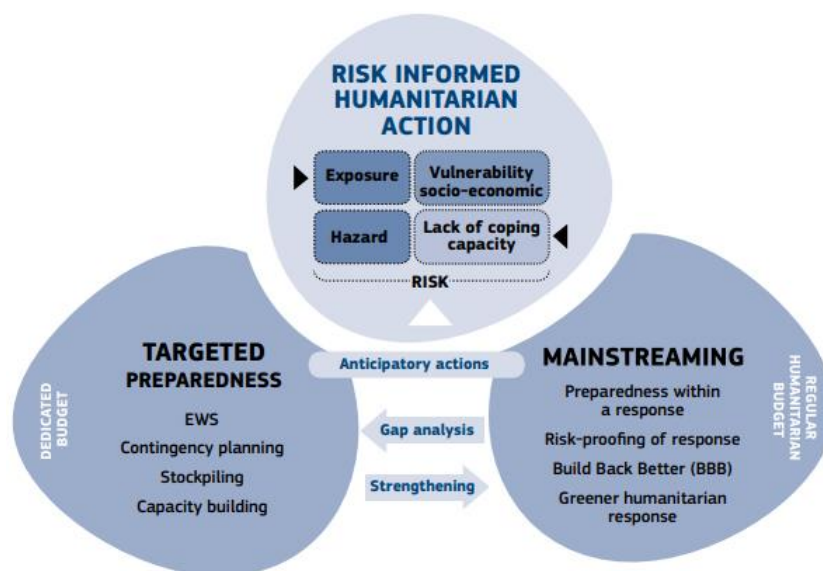 RISK INFORMED
HUMANITARIAN
ACTION
Exposure
Vulnerability
socio-economic
Hazard
Lack of coping
capacity
RISK
TARGETED
PREPAREDNESS
EWS
Contingency planning
Stockpiling
Capacity building
DEDICATED
BUDGET
Anticipatory actions
Gap analysis
Strengthening
MAINSTREAMING
Preparedness within
a response
Risk-proofing of response
Build Back Better (BBB)
Greener humanitarian
response
REGULAR
HUMANITARIAN
BUDGET